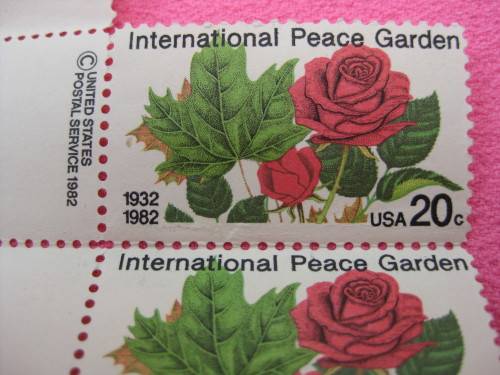 © UNITED STATES
POSTAL SERVICE 1982
International Peace Garden
1932
1982
USA 20c
International Peace Garden